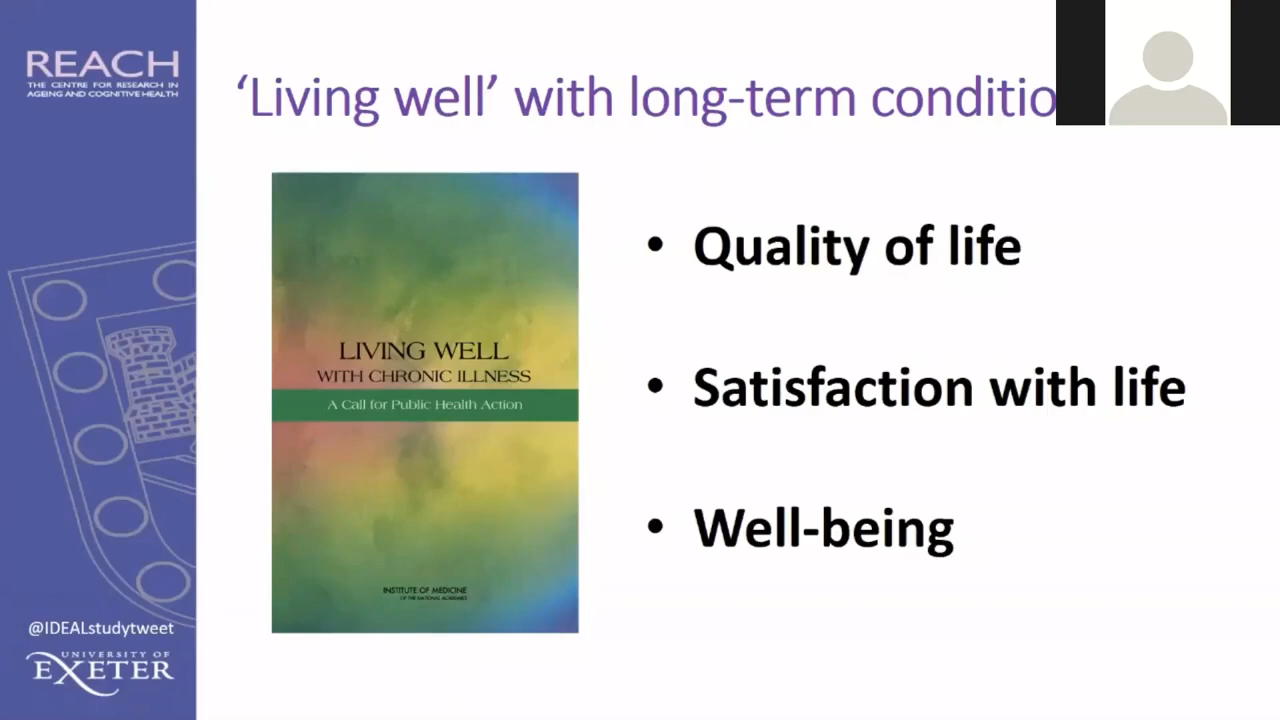 REACH
THE CENTRE FOR RESEARCH IN
AGEING AND COGNITIVE HEALTH
‘Living well’ with long-term conditio
LIVING WELL
WITH CHRONIC ILLNESS
A Call for Public Health Action
INSTITUTE OF MEDICINE
OF THE NATIONAL ACADEMIES
• Quality of life
• Satisfaction with life
• Well-being
@IDEALstudytweet
UNIVERSITY OF
EXETER